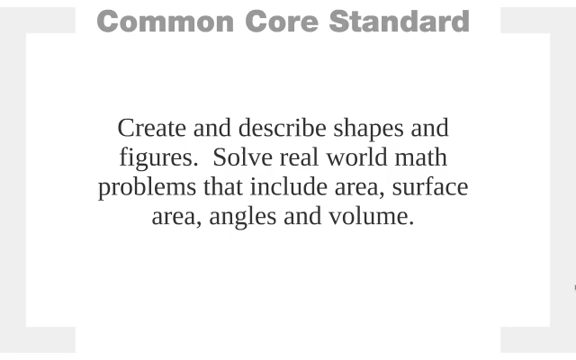 Common Core Standard
Create and describe shapes and
figures.  Solve real world math
problems that include area, surface
area, angles and volume.